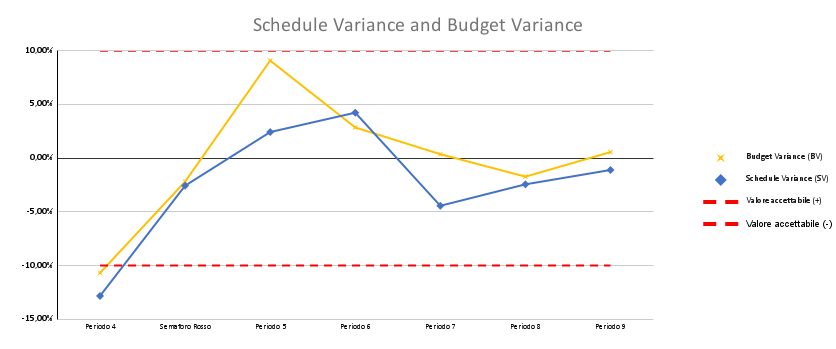 Schedule Variance and Budget Variance
10,00%
5,00%
0,00%
-5,00%
-10,00%
-15,00%
Periodo 4 Semaforo Rosso Periodo 5 Periodo 6 Periodo 7 Periodo 8 Periodo 9
Budget Variance (BV)
Schedule Variance (SV)
Valore accettabile (+)
Valore accettabile (-)